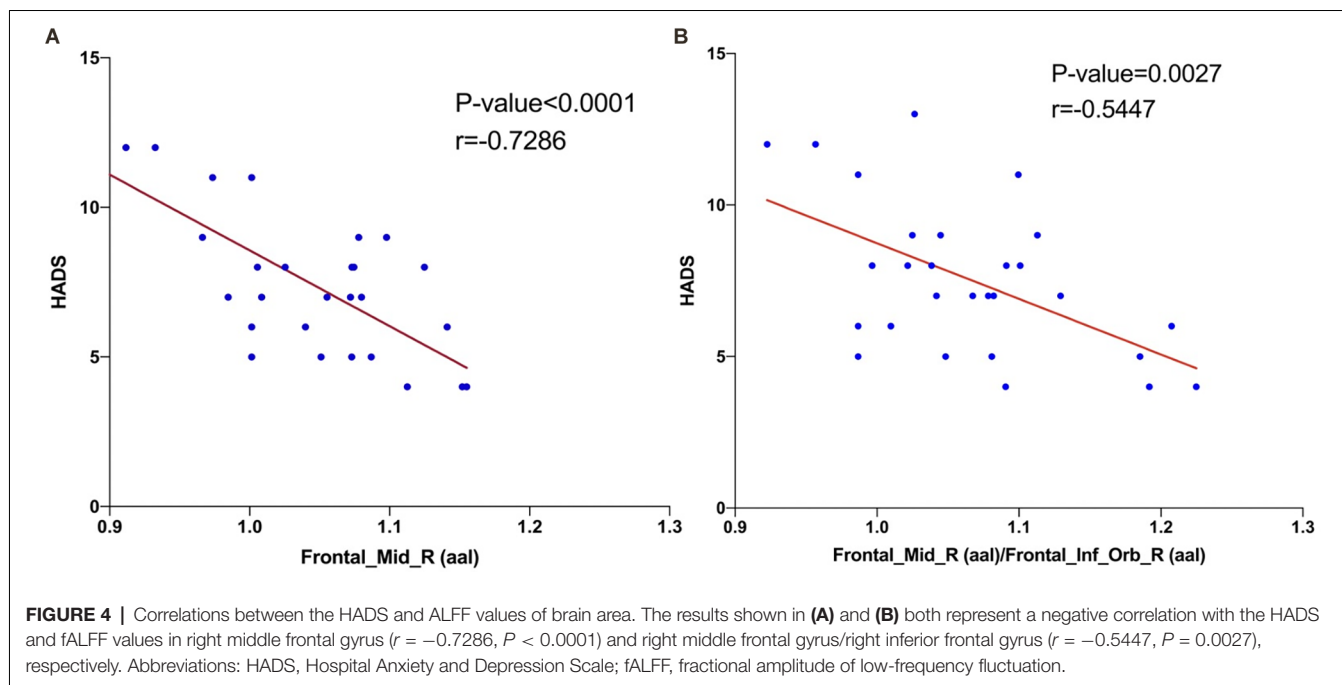 A
15
10
5
0
HADS
P-value<0.0001
r=-0.7286
0.9 1.0 1.1 1.2 1.3
Frontal_Mid_R (aal)
B
15
10
5
0
HADS
P-value=0.0027
r=-0.5447
0.9 1.0 1.1 1.2 1.3
Frontal_Mid_R (aal)/Frontal_Inf_Orb_R (aal)
FIGURE 4 | Correlations between the HADS and ALFF values of brain area. The results shown in (A) and (B) both represent a negative correlation with the HADS
and fALFF values in right middle frontal gyrus (r = −0.7286, P < 0.0001) and right middle frontal gyrus/right inferior frontal gyrus (r = −0.5447, P = 0.0027),
respectively. Abbreviations: HADS, Hospital Anxiety and Depression Scale; fALFF, fractional amplitude of low-frequency fluctuation.